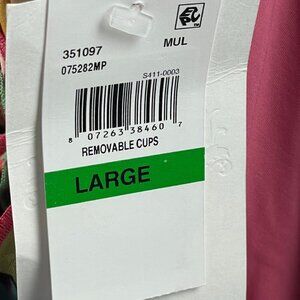 351097 MUL
075282MP
S411-0003
8 07263 38460 7
REMOVABLE CUPS
LARGE